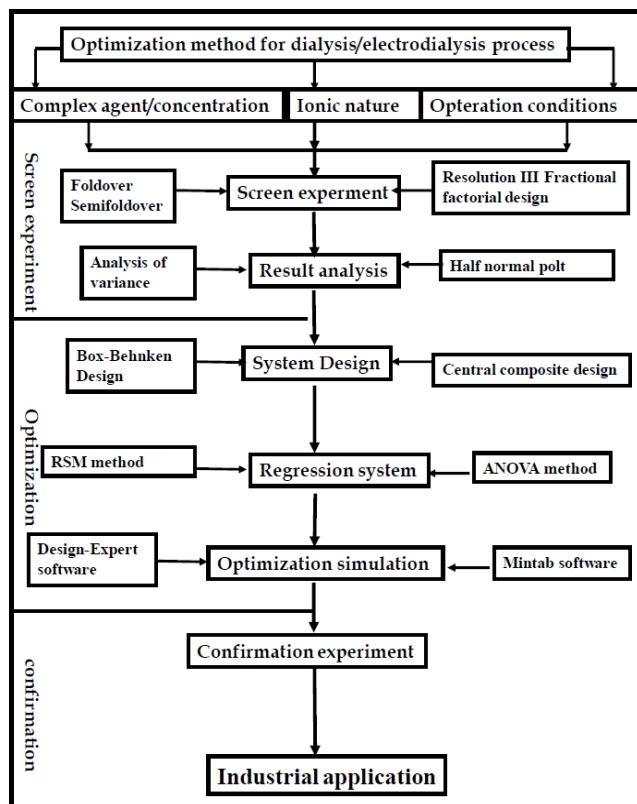 Optimization method for dialysis/electrodialysis process
Complex agent/concentration
Ionic nature
Opteration conditions
Screen experiment
Foldover
Semifoldover
Screen experment
Resolution III Fractional
factorial design
Analysis of
variance
Result analysis
Half normal polt
Optimization
Box-Behnken
Design
System Design
Central composite design
RSM method
Regression system
ANOVA method
Design-Expert
software
Optimization simulation
Mintab software
confirmation
Confirmation experiment
Industrial application